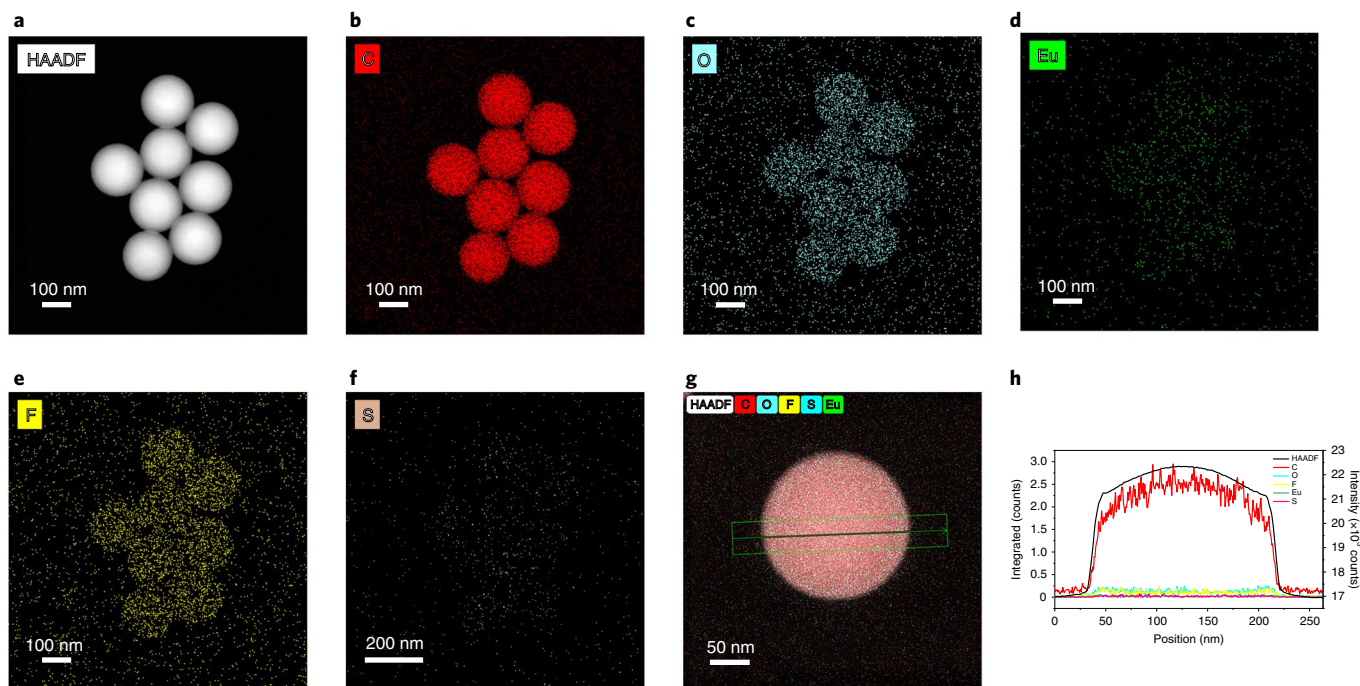 a
HAADF
100 nm
b
C
100 nm
c
O
100 nm
d
Eu
100 nm
e
F
100 nm
f
S
200 nm
g
HAADF C O F S Eu
50 nm
h
Integrated (counts)
3.0
2.5
2.0
1.5
1.0
0.5
0
0 50 100 150 200 250
Position (nm)
HAADF
C
O
F
Eu
S
23
22
21
20
19
18
17